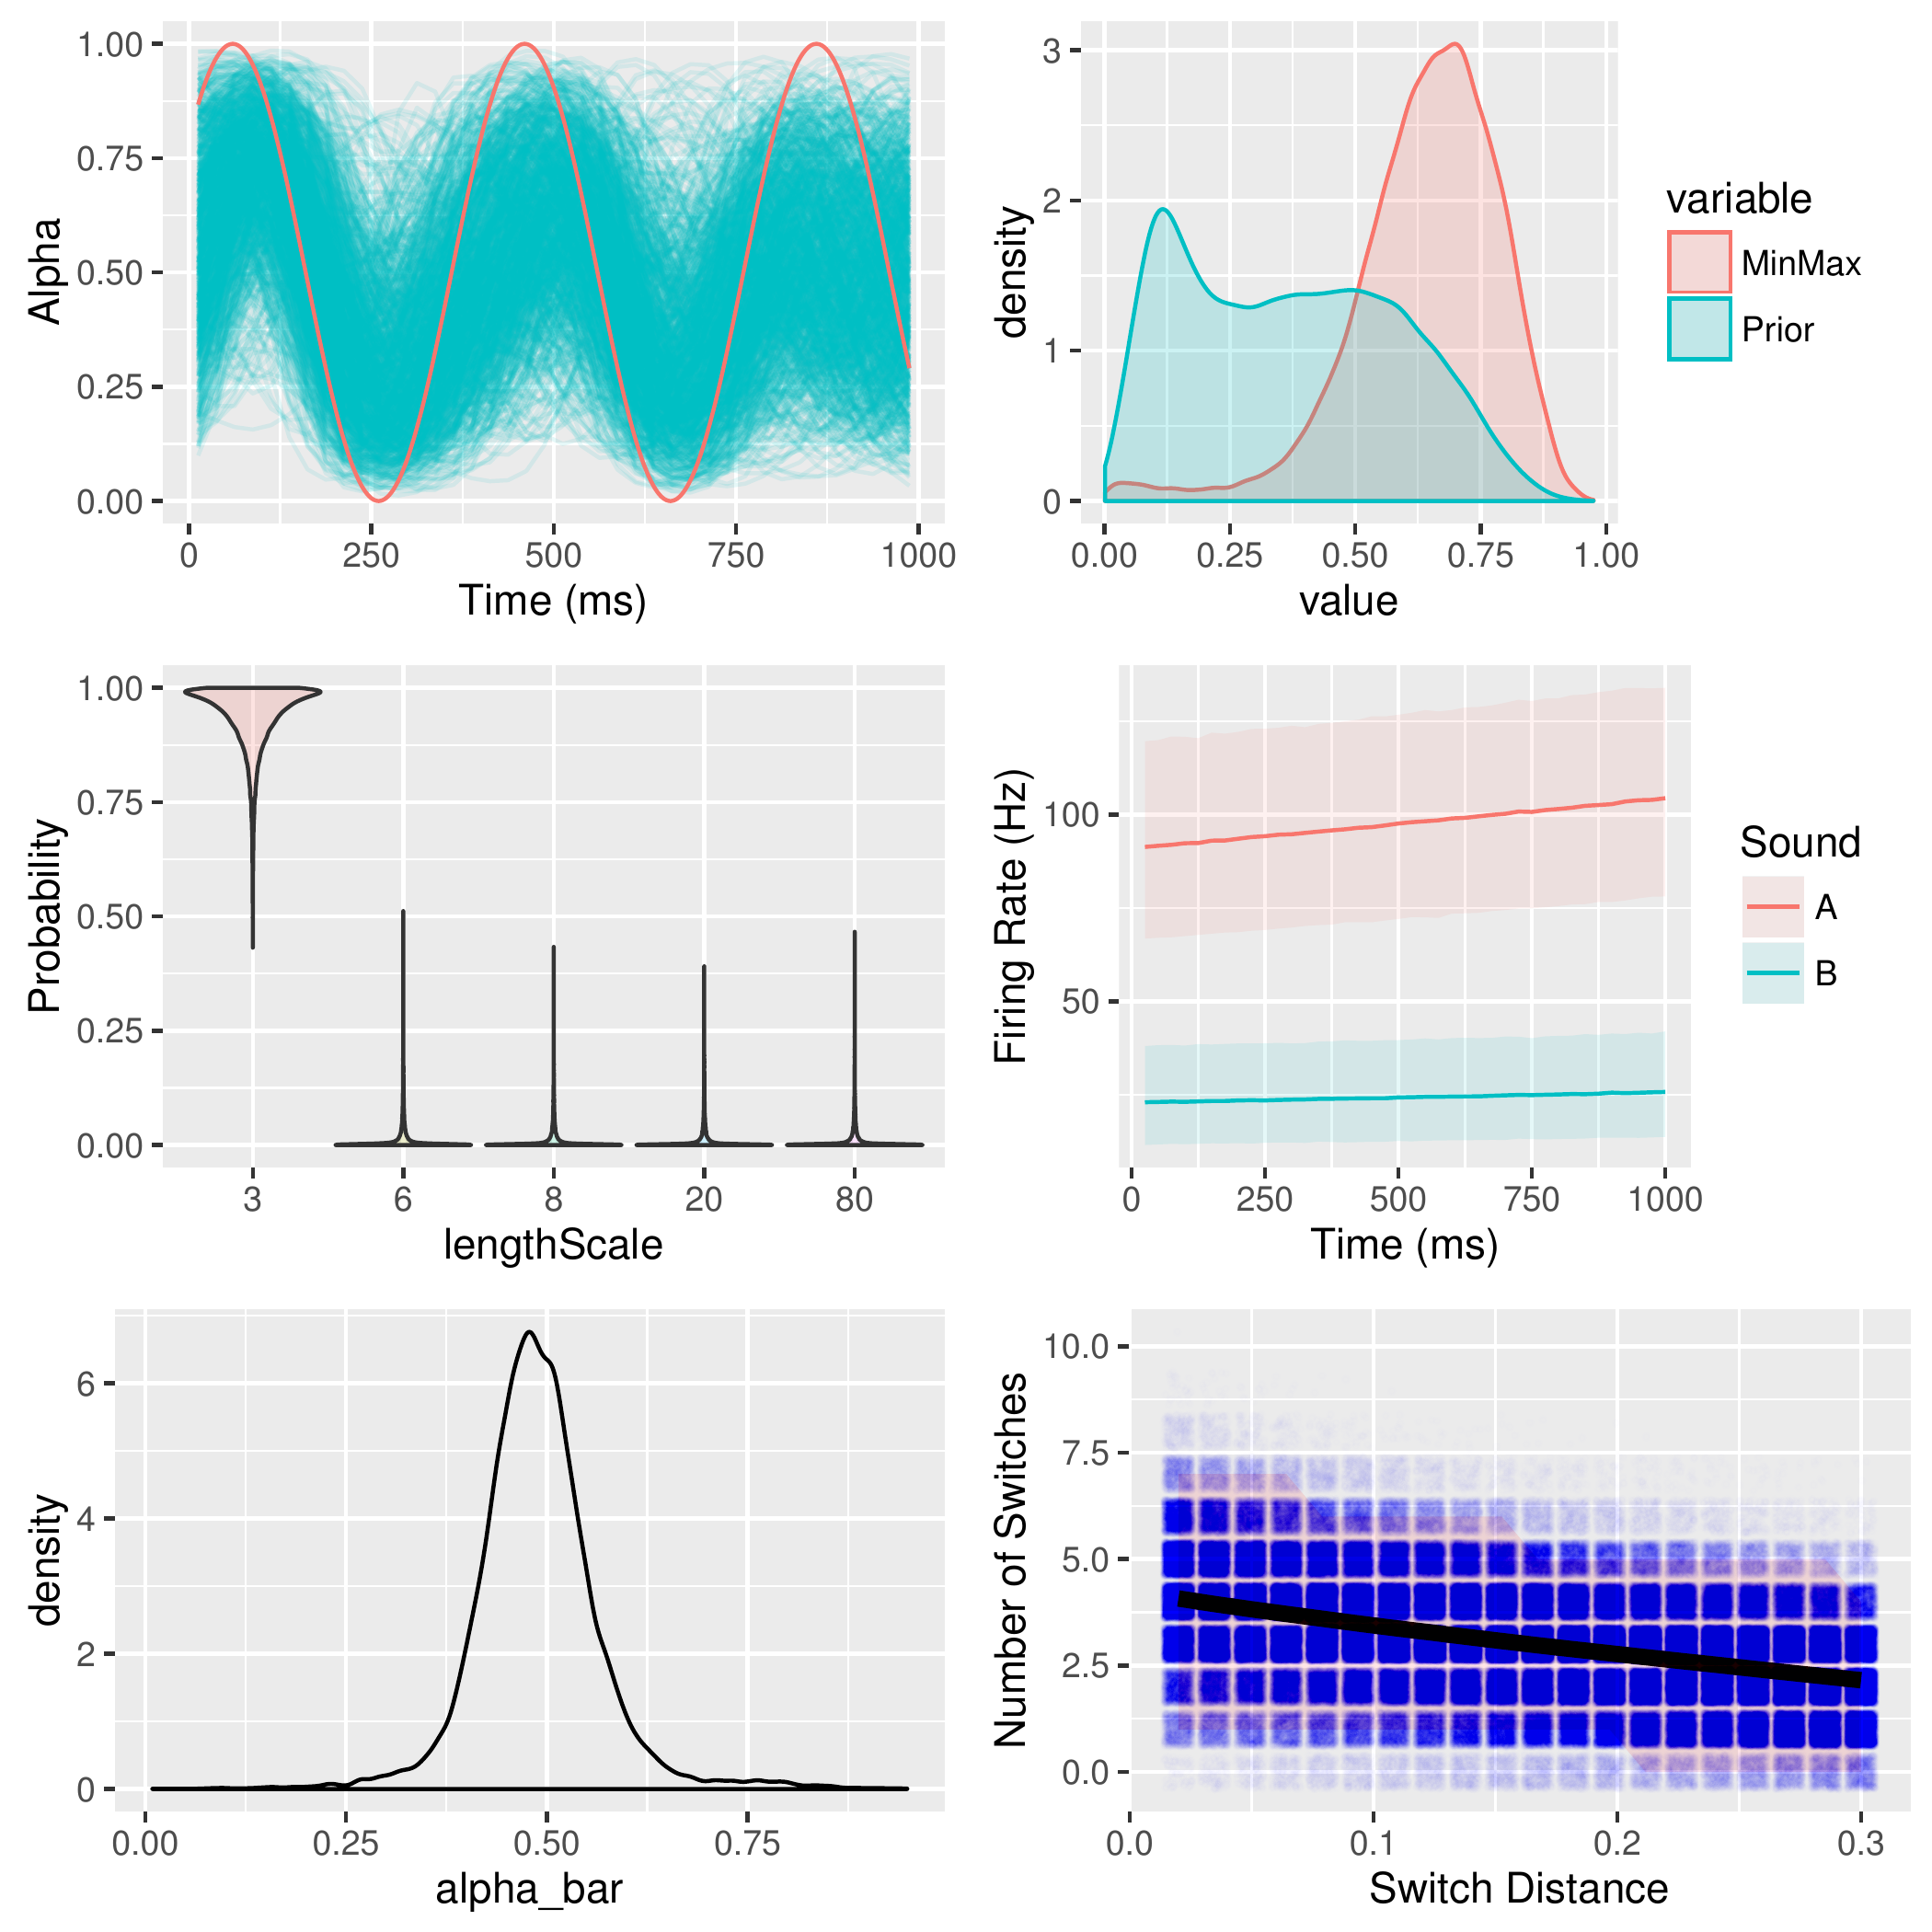 1.00
0.75
0.50
0.25
0.00
Alpha
0 250 500 750 1000
Time (ms)
3
2
1
0
density
0.00 0.25 0.50 0.75 1.00
value
variable
MinMax
Prior
1.00
0.75
0.50
0.25
0.00
Probability
3 6 8 20 80
lengthScale
100
50
Firing Rate (Hz)
0 250 500 750 1000
Time (ms)
Sound
A
B
6
4
2
0
density
0.00 0.25 0.50 0.75
alpha_bar
10.0
7.5
5.0
2.5
0.0
Number of Switches
0.0 0.1 0.2 0.3
Switch Distance